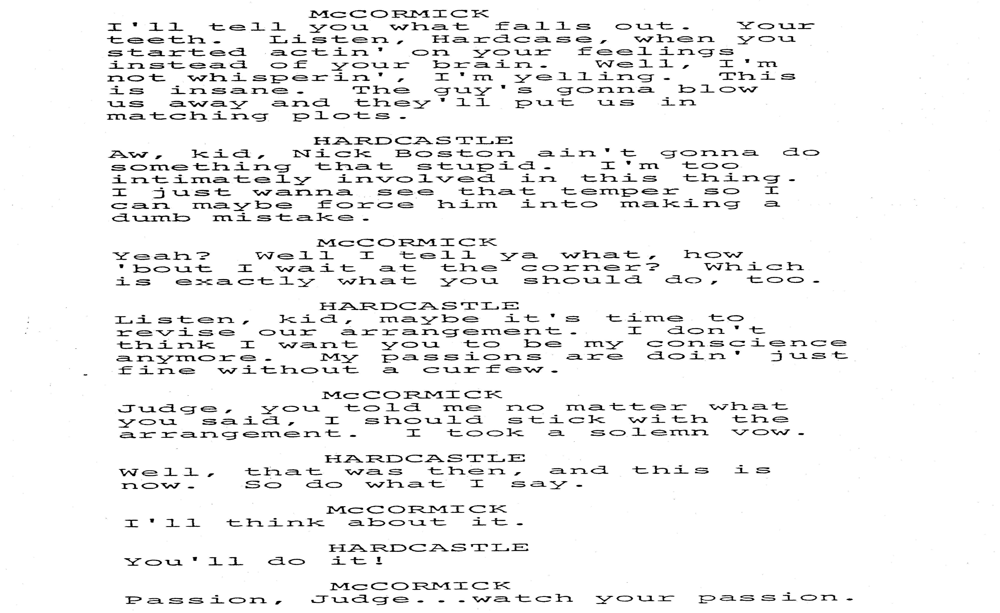 McCORMICK
I'll tell you what falls out. Your
teeth. Listen, Hardcase, when you
started actin' on your feelings
instead of your brain. Well, I'm
not whisperin', I'm yelling. This
is insane. The guy's gonna blow
us away and they'll put us in
matching plots.
HARDCASTLE
Aw, kid, Nick Boston ain't gonna do
something that stupid. I'm too
intimately involved in this thing.
I just wanna see that temper so I
can maybe force him into making a
dumb mistake.
McCORMICK
Yeah? Well I tell ya what, how
'bout I wait at the corner? Which
is exactly what you should do, too.
HARDCASTLE
Listen, kid, maybe it's time to
revise our arrangement. I don't
think I want you to be my conscience
anymore. My passions are doin' just
fine without a curfew.
McCORMICK
Judge, you told me no matter what
you said, I should stick with the
arrangement. I took a solemn vow.
HARDCASTLE
Well, that was then, and this is
now. So do what I say.
McCORMICK
I'll think about it.
HARDCASTLE
You'll do it!
McCORMICK
Passion, Judge...watch your passion.